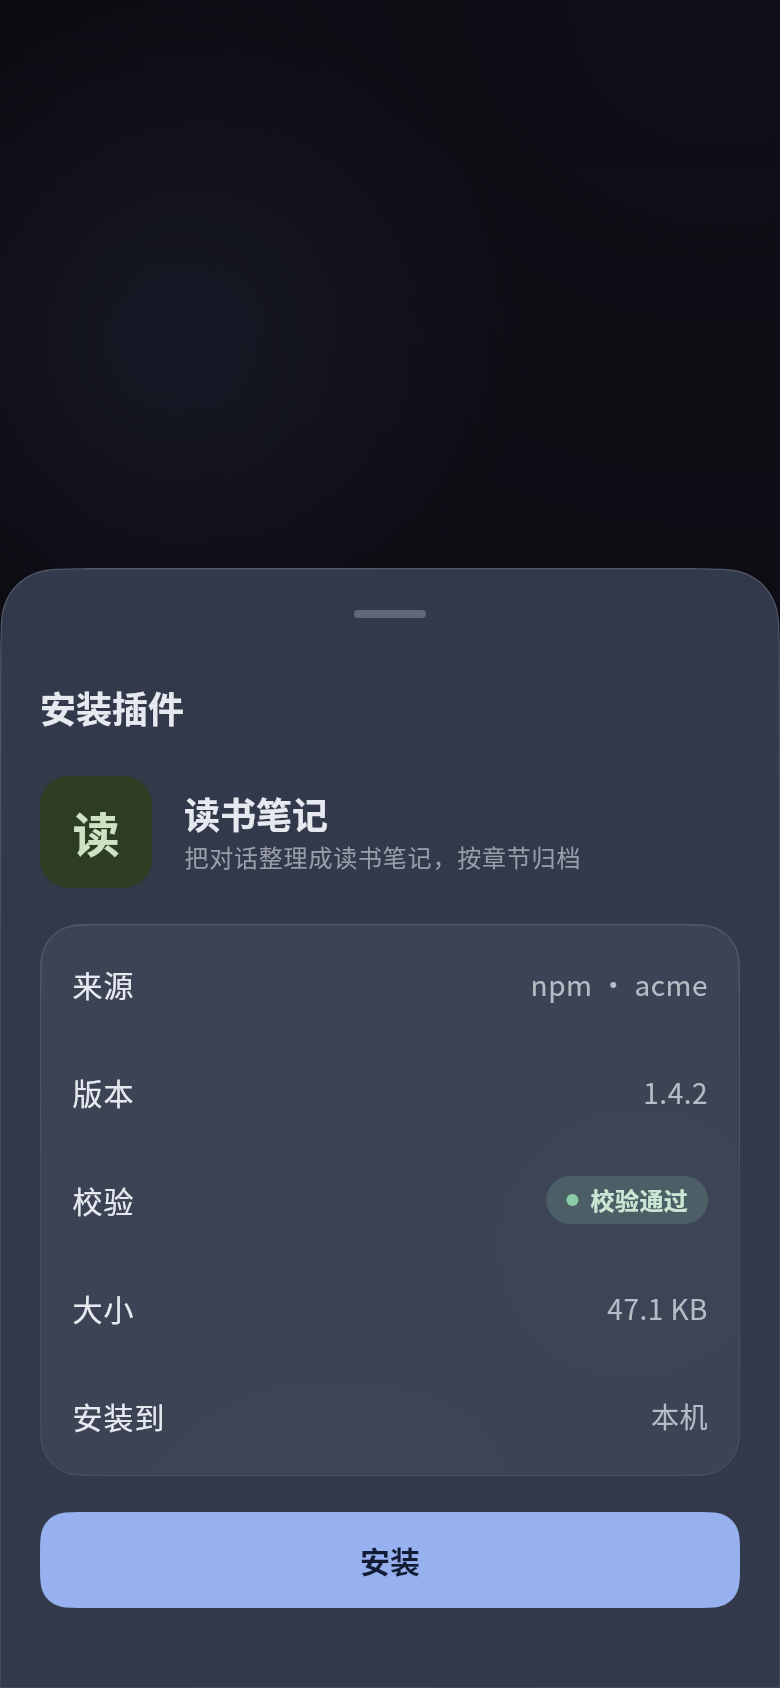 安装插件
读
读书笔记
把对话整理成读书笔记，按章节归档
来源 npm · acme
版本 1.4.2
校验 校验通过
大小 47.1 KB
安装到 本机
安装